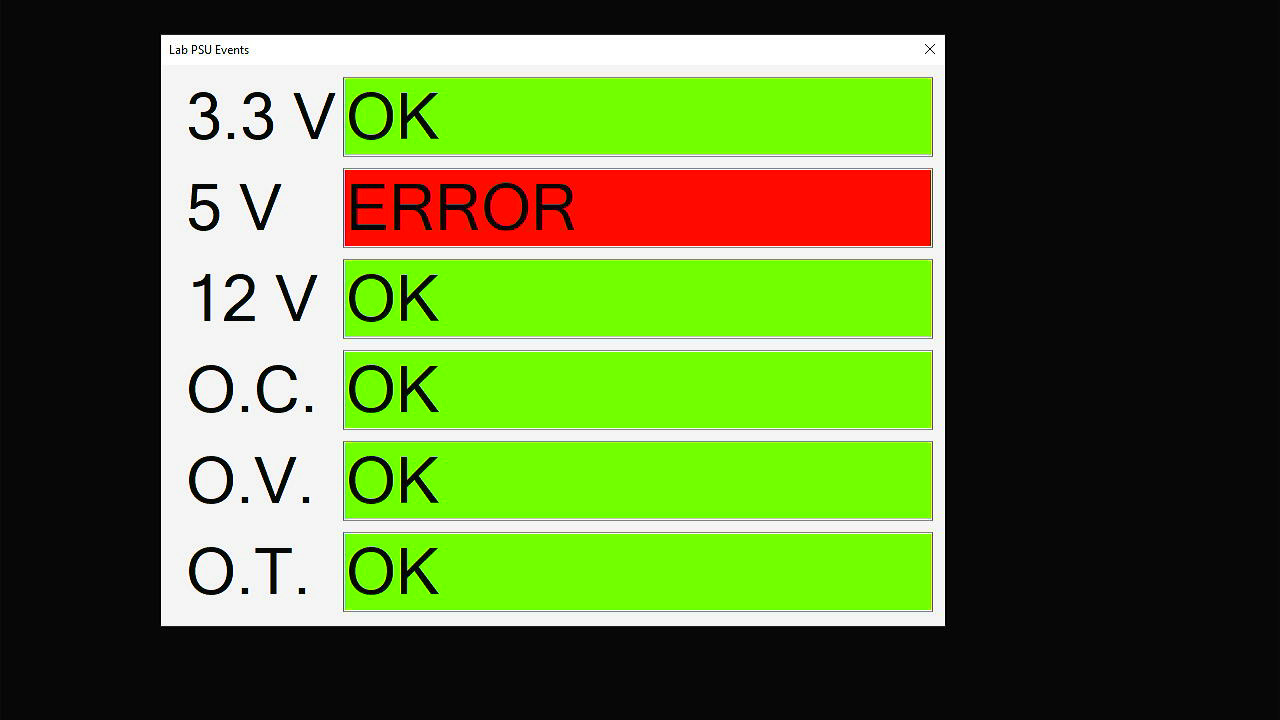 Lab PSU Events
3.3 V OK
5 V ERROR
12 V OK
O.C. OK
O.V. OK
O.T. OK